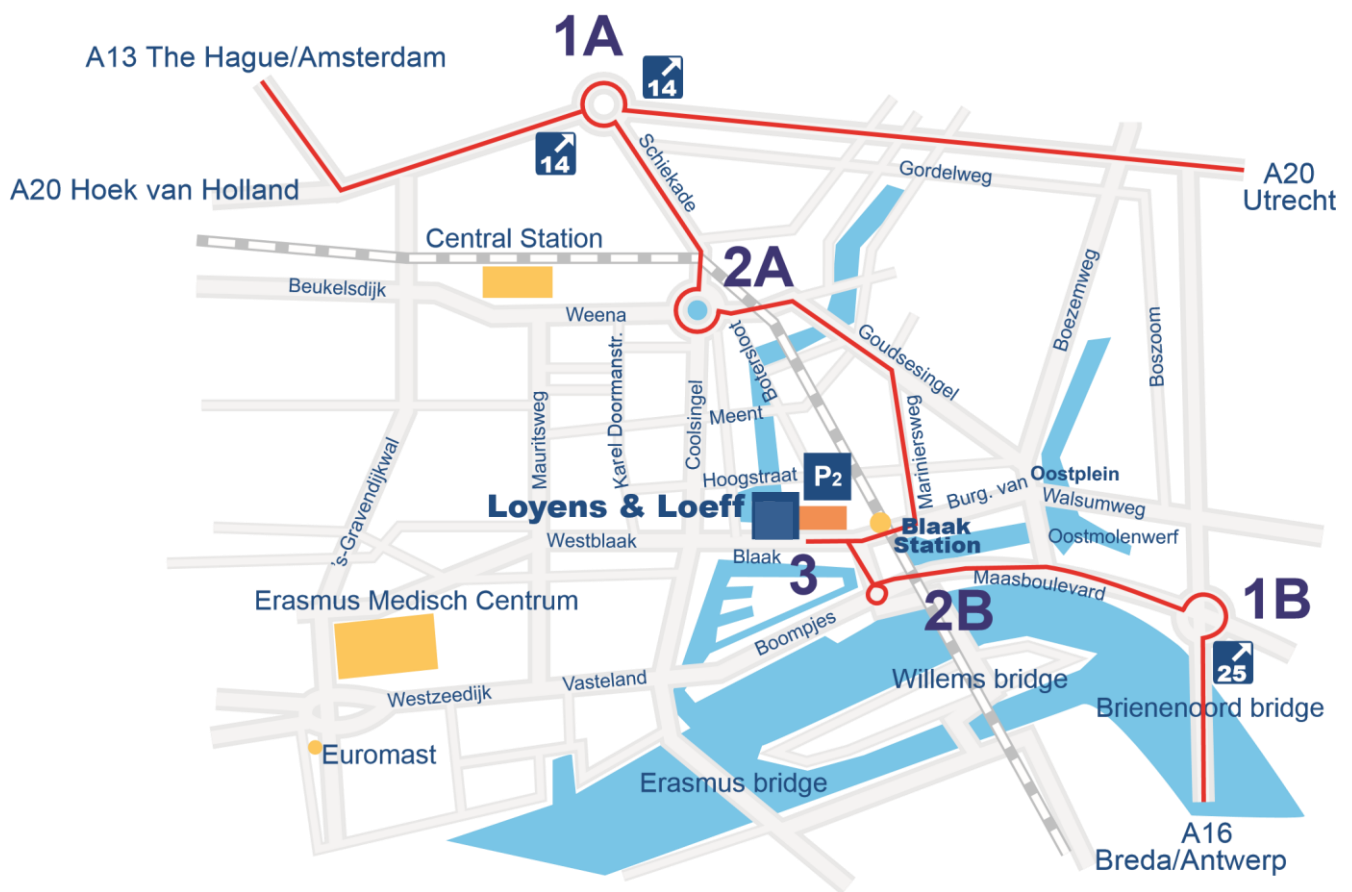 1A
A13 The Hague/Amsterdam
14
14
Schiekade
Gordelweg
A20 Hoek van Holland
A20
Utrecht
Central Station
2A
Beukelsdijk
Weena
Botersloot
Goudsesingel
Boezemweg
Boszoom
Mauritsweg
Karel Doormanstr.
Coolsingel
Meent
Mariniersweg
's-Gravendijkwal
Hoogstraat
P2
Burg. van
Oostplein
Walsumweg
Loyens & Loeff
Blaak
Station
Oostmolenwerf
Westblaak
Blaak
3
Maasboulevard
Erasmus Medisch Centrum
2B
1B
Boompjes
25
Westzeedijk
Vasteland
Willems bridge
Brienenoord bridge
Euromast
Erasmus bridge
A16
Breda/Antwerp